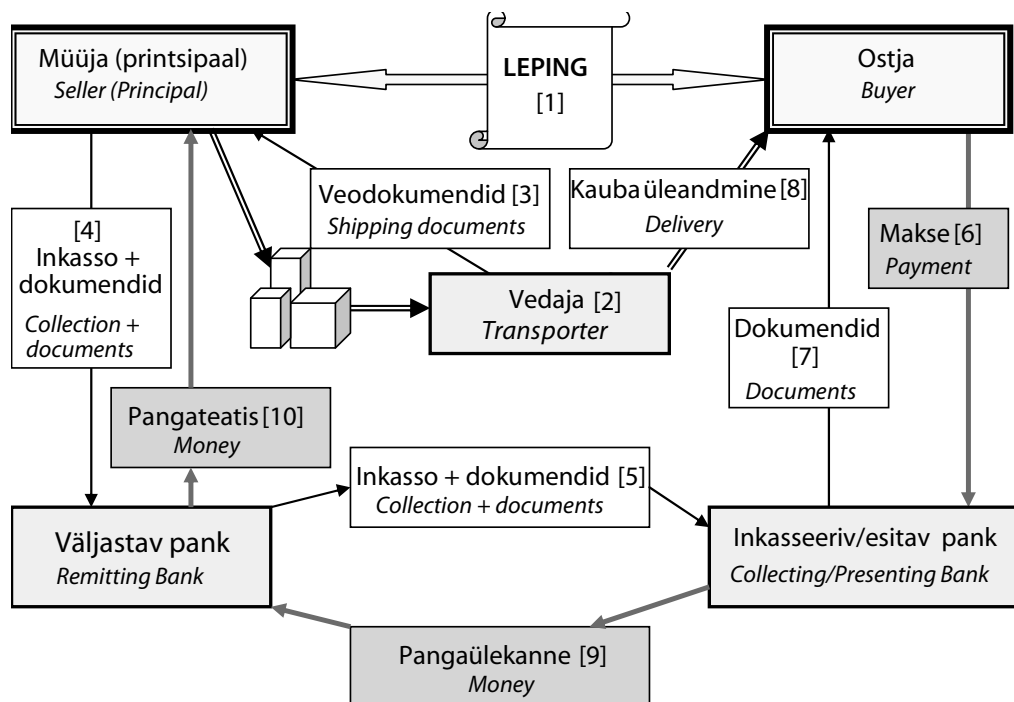 Müüja (printsipaal)
Seller (Principal)
LEPING
[1]
Ostja
Buyer
Veodokumendid [3]
Shipping documents
Kauba üleandmine [8]
Delivery
[4]
Inkasso +
dokumendid
Collection +
documents
Makse [6]
Payment
Vedaja [2]
Transporter
Dokumendid
[7]
Documents
Pangateatis [10]
Money
Inkasso + dokumendid [5]
Collection + documents
Väljastav pank
Remitting Bank
Inkasseeriv/esitav pank
Collecting/Presenting Bank
Pangaülekanne [9]
Money